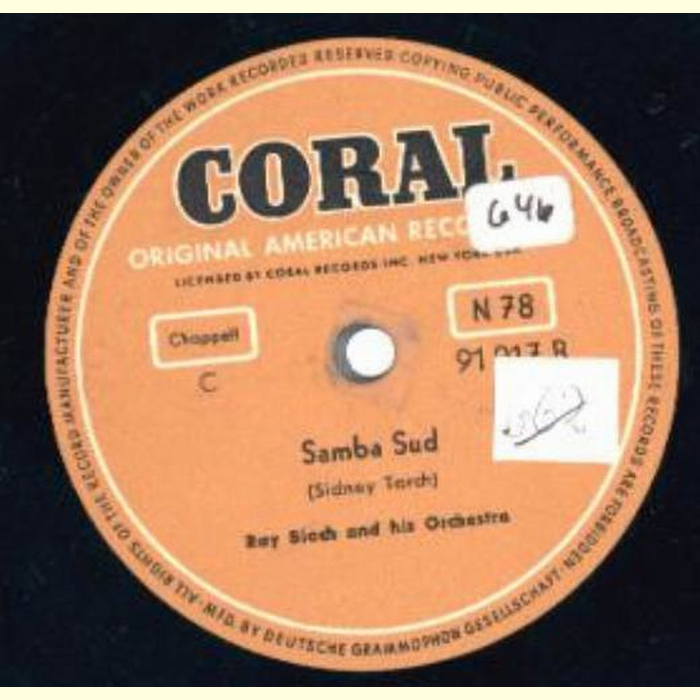 ALL RIGHTS OF THE RECORD MANUFACTUER AND OF THE OWNER OF THE WORK RECORDED RESERVED COPYING PUBLIC PERFORMANCE BROADCASTING OF THESE RECORDS ARE FORBIDDEN
CORAL
G46
ORIGINAL AMERICAN
LICENSED BY CORAL RECORDS INC. NEW YORK
Chappell
N 78
C
91 017 B
Samba Sud
(Sidney Torch)
Ray Bloch and his Orchestra
MFD. BY DEUTSCHE GRAMMOPHON GESELLSCHAFT